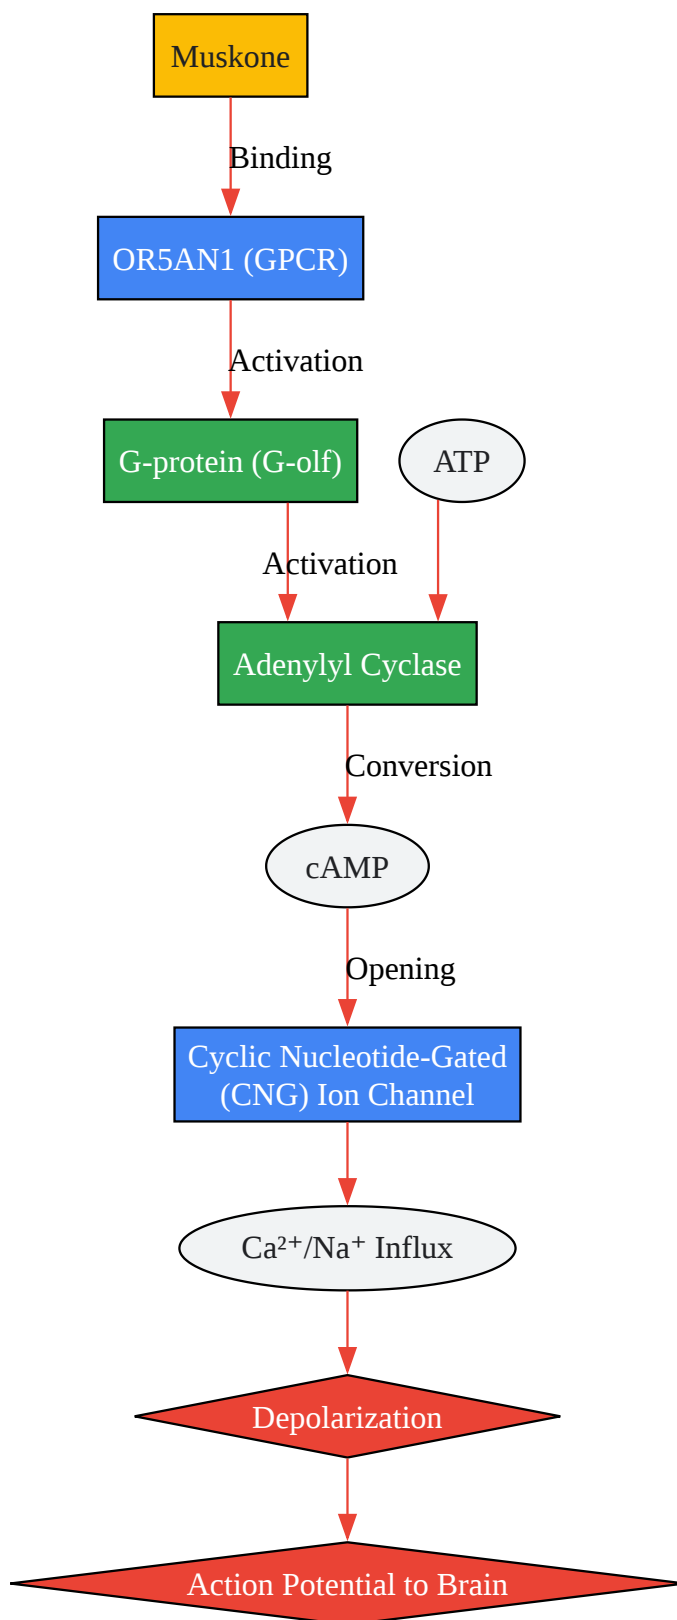 Muskone
Binding
OR5AN1 (GPCR)
Activation
G-protein (G-olf)
ATP
Activation
Adenylyl Cyclase
Conversion
cAMP
Opening
Cyclic Nucleotide-Gated
(CNG) Ion Channel
Ca²⁺/Na⁺ Influx
Depolarization
Action Potential to Brain